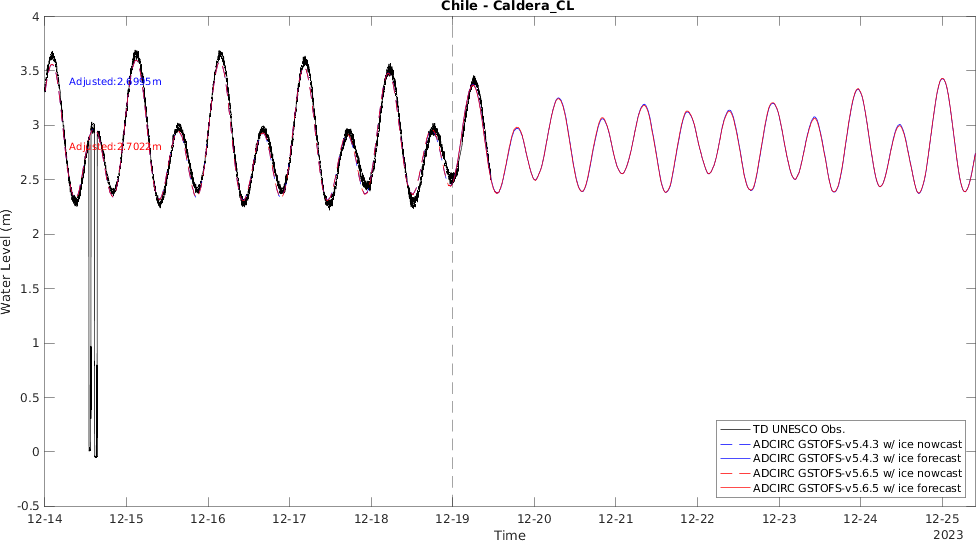 Chile - Caldera_CL
4
3.5
3
2.5
2
1.5
1
0.5
0
-0.5
Water Level (m)
Adjusted:2.6995m
Adjusted:2.7022m
TD UNESCO Obs.
ADCIRC GSTOFS-v5.4.3 w/ ice nowcast
ADCIRC GSTOFS-v5.4.3 w/ ice forecast
ADCIRC GSTOFS-v5.6.5 w/ ice nowcast
ADCIRC GSTOFS-v5.6.5 w/ ice forecast
12-14 12-15 12-16 12-17 12-18 12-19 12-20 12-21 12-22 12-23 12-24 12-25
Time
2023